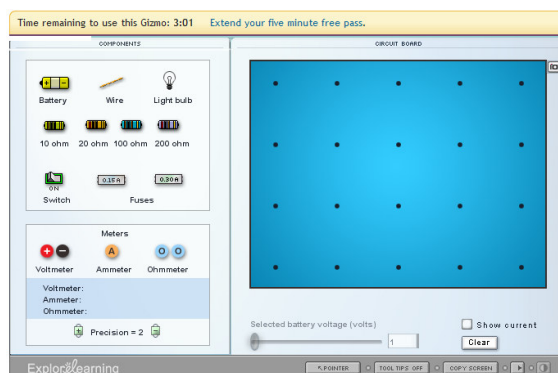 Time remaining to use this Gizmo: 3:01 Extend your five minute free pass.
COMPONENTS
CIRCUIT BOARD
+ -
Battery Wire Light bulb
10 ohm 20 ohm 100 ohm 200 ohm
ON 0.15 A 0.30 A
Switch Fuses
Meters
+ - A O O
Voltmeter Ammeter Ohmmeter
Voltmeter:
Ammeter:
Ohmmeter:
Precision = 2
Selected battery voltage (volts)
1
Show current
Clear
ExploreLearning
POINTER TOOL TIPS OFF COPY SCREEN